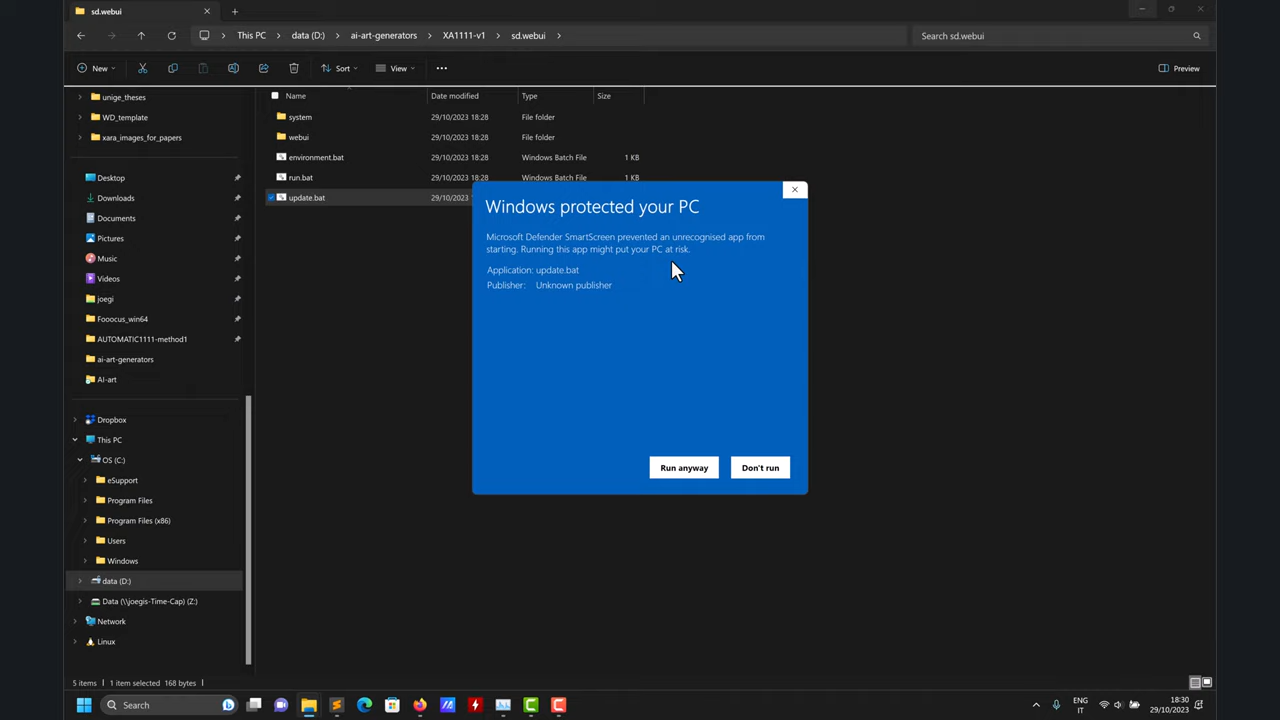 sd.webui
This PC
data (D:)
ai-art-generators
XA1111-v1
sd.webui
Search sd.webui
New
Sort
View
Preview
Name
Date modified
Type
Size
unige_theses
WD_template
xara_images_for_papers
system
29/10/2023 18:28
File folder
webui
29/10/2023 18:28
File folder
environment.bat
29/10/2023 18:28
Windows Batch File
1 KB
run.bat
29/10/2023 18:28
Windows Batch File
1 KB
update.bat
29/10/2023
Desktop
Downloads
Documents
Pictures
Music
Videos
joegi
Fooocus_win64
AUTOMATIC1111-method1
ai-art-generators
AI-art
Dropbox
This PC
OS (C:)
eSupport
Program Files
Program Files (x86)
Users
Windows
data (D:)
Data (\\joegis-Time-Cap) (Z:)
Network
Linux
Windows protected your PC
Microsoft Defender SmartScreen prevented an unrecognised app from
starting. Running this app might put your PC at risk.
Application: update.bat
Publisher: Unknown publisher
Run anyway
Don't run
5 items
1 item selected 168 bytes
Search
ENG
IT
18:30
29/10/2023